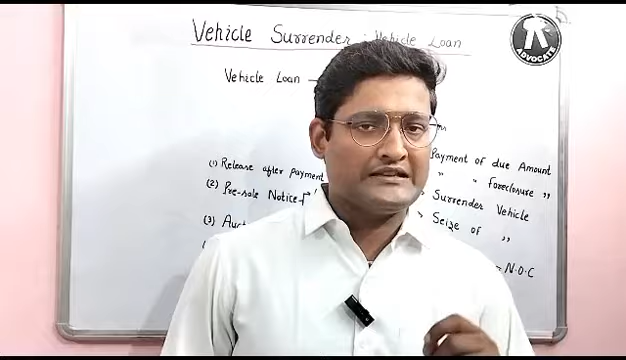 Vehicle Surrender : Vehicle Loan
ADVOCATE
Vehicle Loan
Payment of due Amount
(1) Release after payment
" " Foreclosure "
(2) Pre-sale Notice
" Surrender Vehicle
(3)
" Seize of "
N.O.C